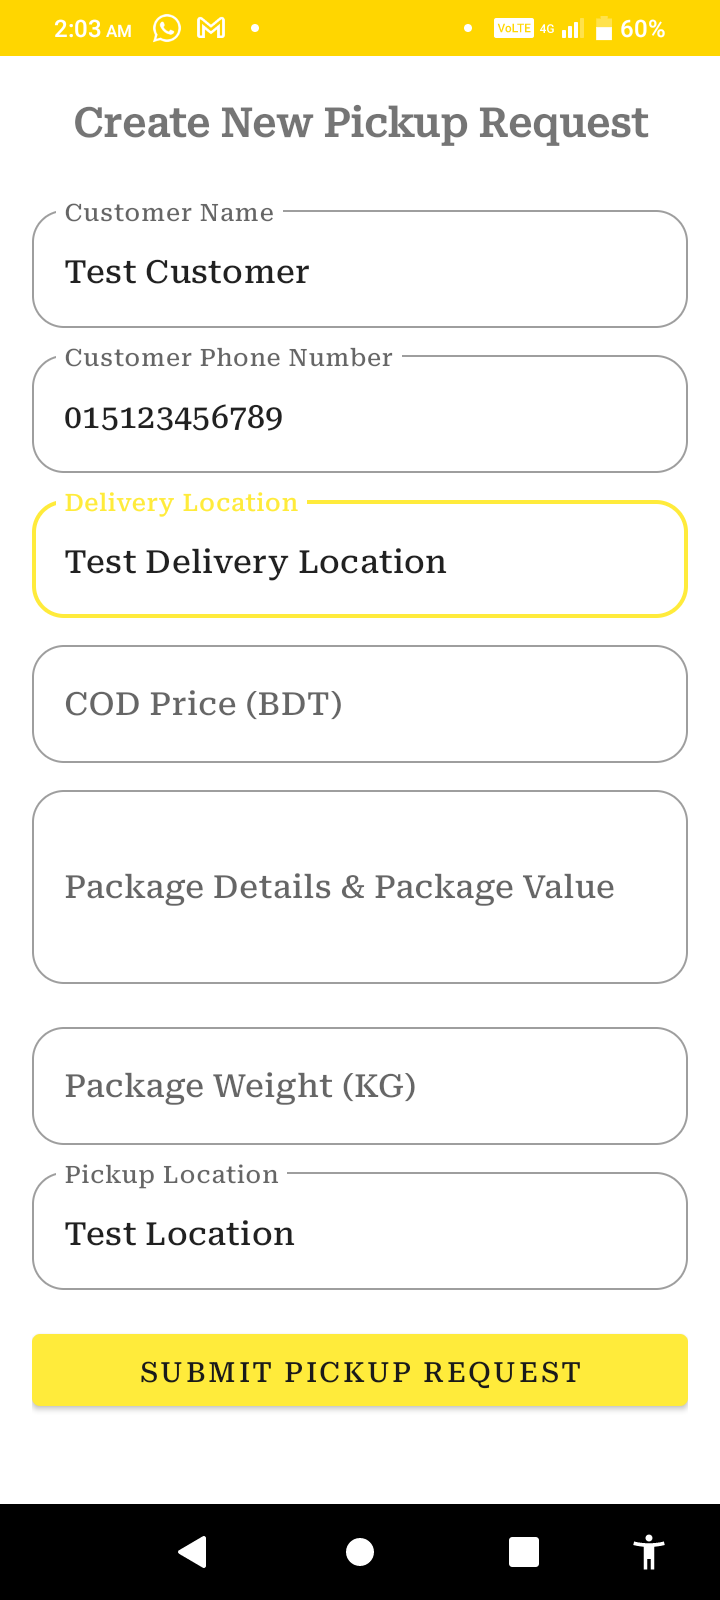 2:03 AM VoLTE 4G 60%
Create New Pickup Request
Customer Name
Test Customer
Customer Phone Number
015123456789
Delivery Location
Test Delivery Location
COD Price (BDT)
Package Details & Package Value
Package Weight (KG)
Pickup Location
Test Location
SUBMIT PICKUP REQUEST